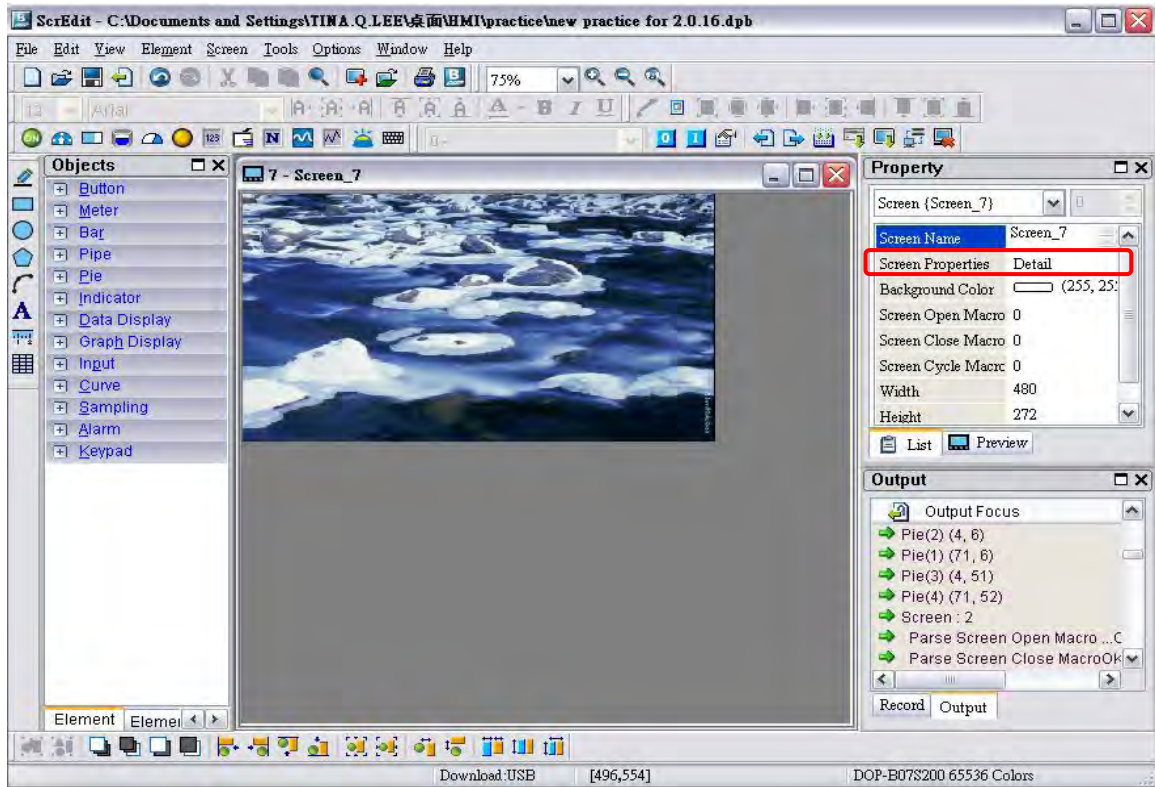 ScrEdit - C:\Documents and Settings\TINA.Q.LEE\桌面\HMI\practice\new practice for 2.0.16.dpb
File Edit View Element Screen Tools Options Window Help
75%
12 Arial
Objects
Button
Meter
Bar
Pipe
Pie
Indicator
Data Display
Graph Display
Input
Curve
Sampling
Alarm
Keypad
Element Elemei
7 - Screen_7
Property
Screen {Screen_7} 0
Screen Name Screen_7
Screen Properties Detail
Background Color (255, 25
Screen Open Macro 0
Screen Close Macro 0
Screen Cycle Macrc 0
Width 480
Height 272
List Preview
Output
Output Focus
Pie(2) (4, 6)
Pie(1) (71, 6)
Pie(3) (4, 51)
Pie(4) (71, 52)
Screen : 2
Parse Screen Open Macro ...C
Parse Screen Close MacroOk
Record Output
Download:USB [496,554] DOP-B07S200 65536 Colors